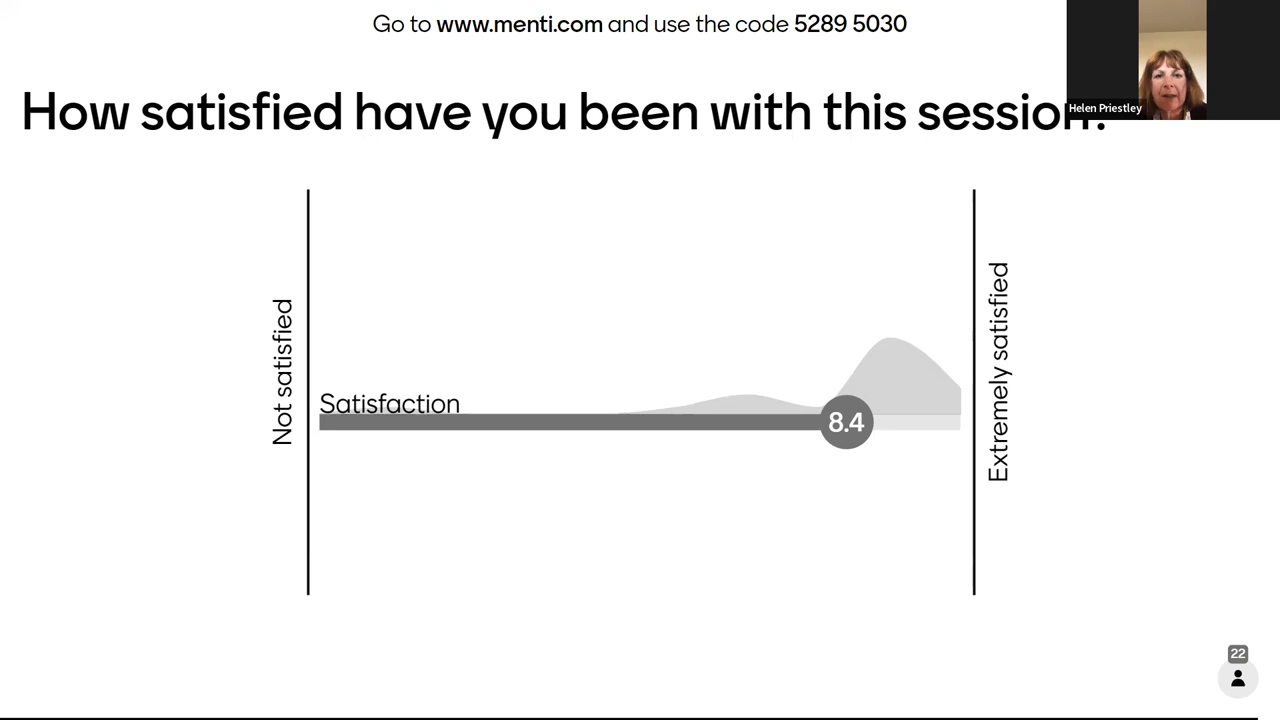 Go to www.menti.com and use the code 5289 5030
How satisfied have you been with this session?
Helen Priestley
Not satisfied
Satisfaction
8.4
Extremely satisfied
22